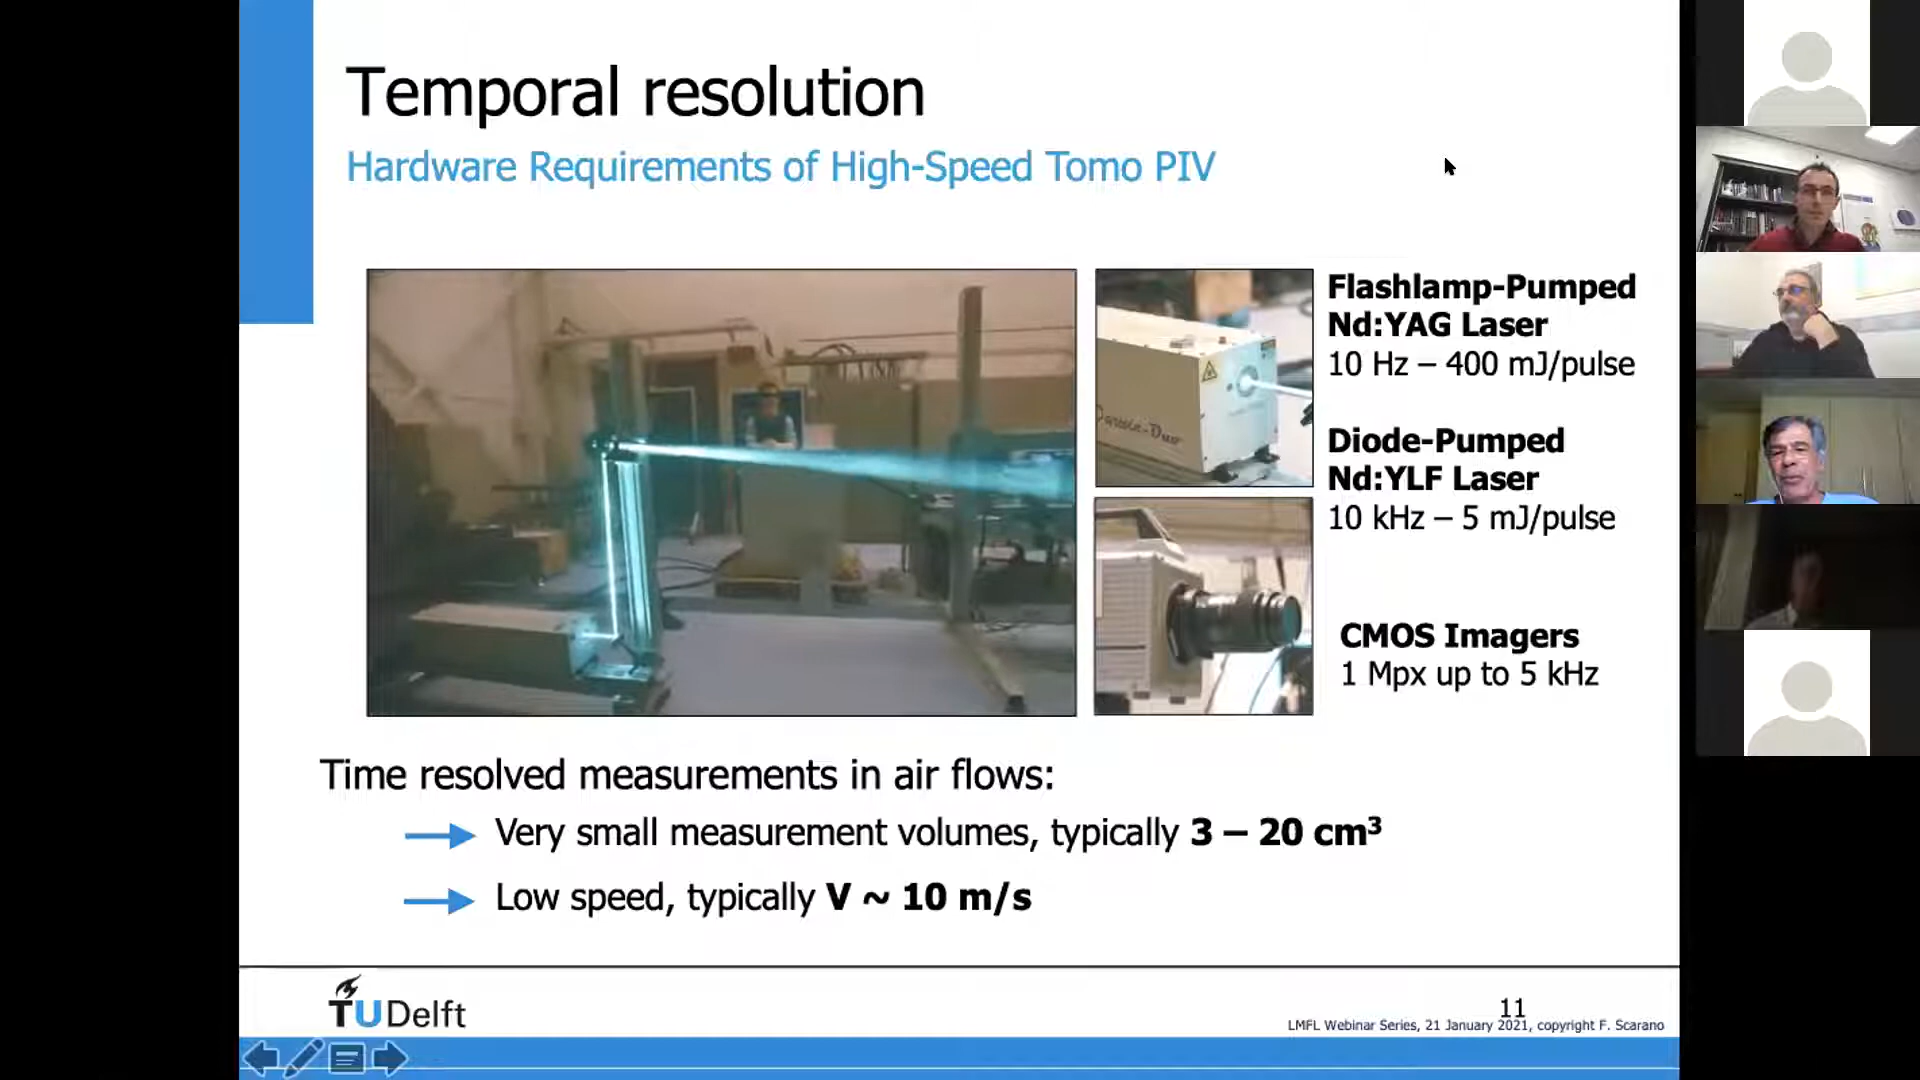 Temporal resolution
Hardware Requirements of High-Speed Tomo PIV
Flashlamp-Pumped
Nd:YAG Laser
10 Hz – 400 mJ/pulse
Diode-Pumped
Nd:YLF Laser
10 kHz – 5 mJ/pulse
CMOS Imagers
1 Mpx up to 5 kHz
Time resolved measurements in air flows:
Very small measurement volumes, typically 3 – 20 cm³
Low speed, typically V ~ 10 m/s
TUDelft
11
LMFL Webinar Series, 21 January 2021, copyright F. Scarano